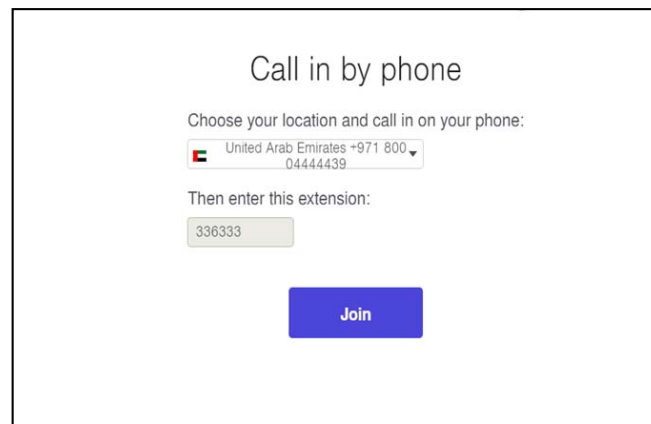 Call in by phone
Choose your location and call in on your phone:
United Arab Emirates +971 800
04444439
Then enter this extension:
336333
Join